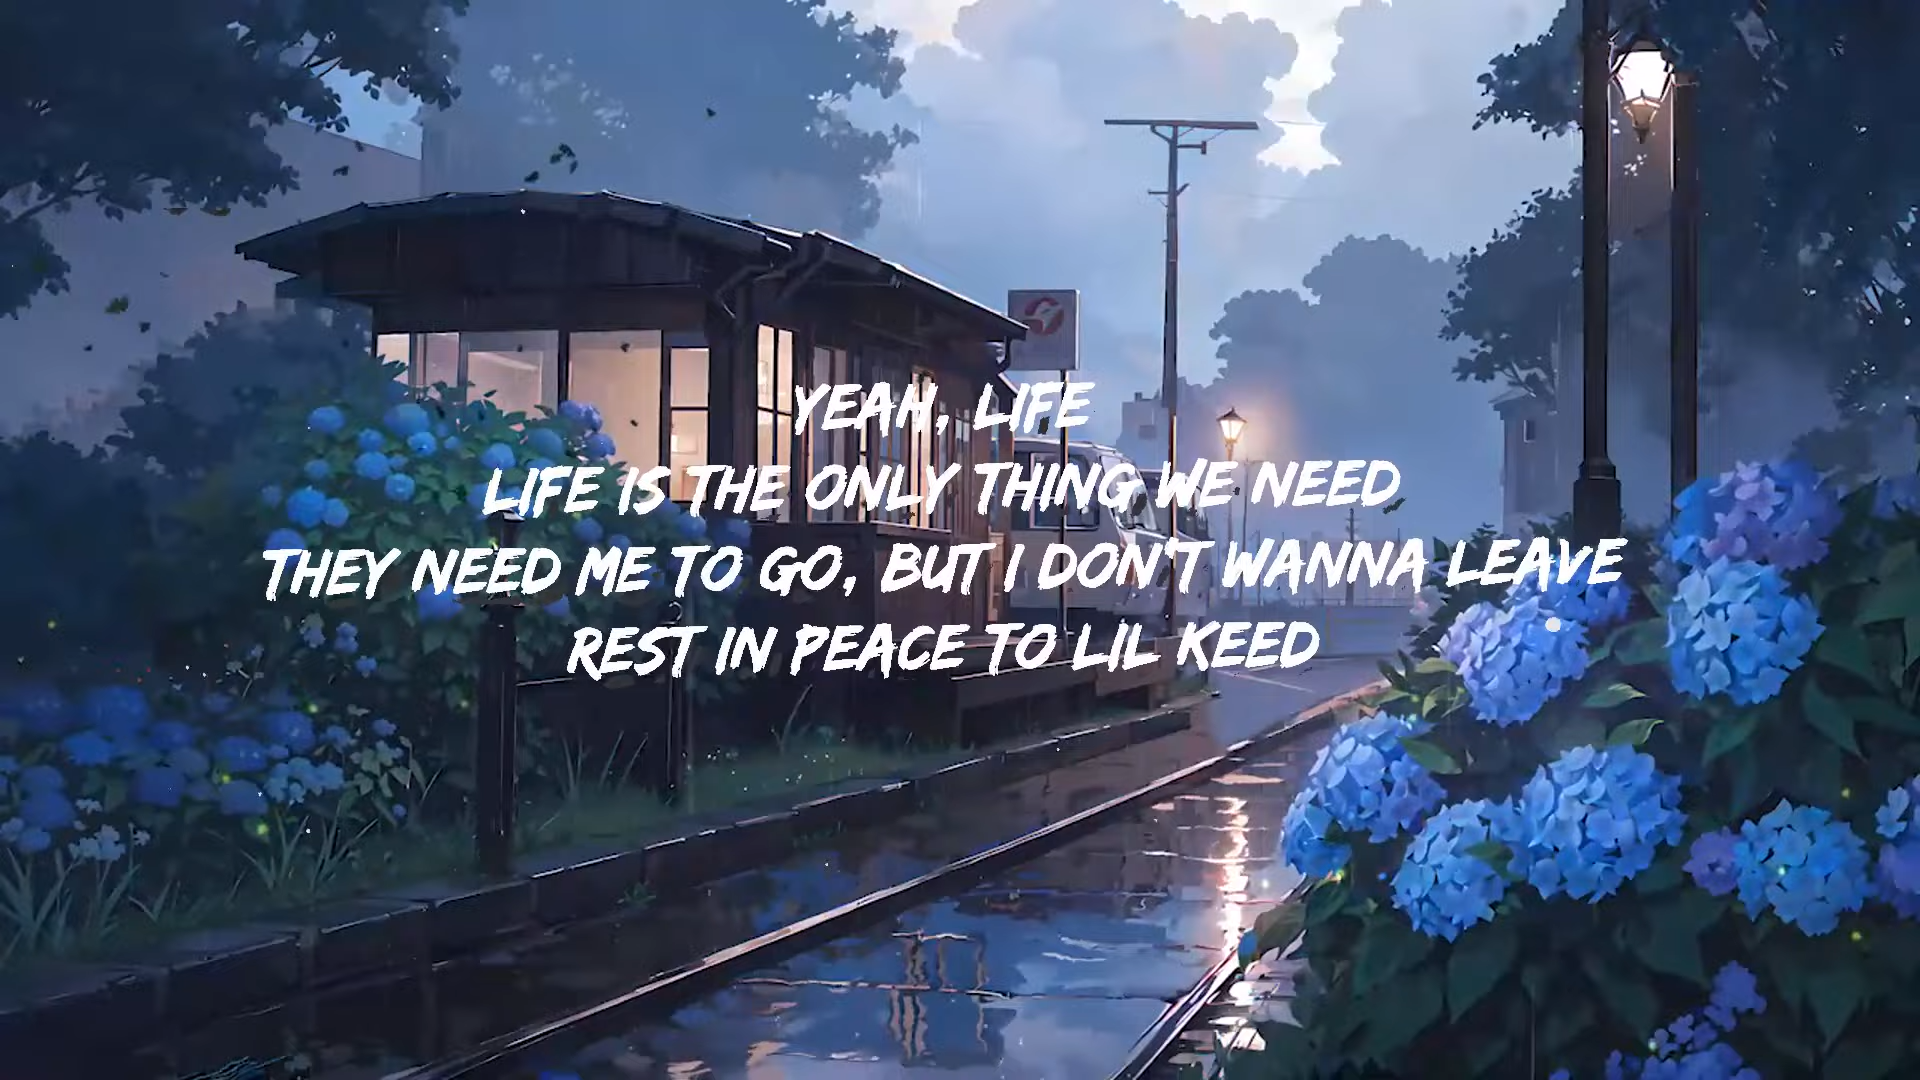 YEAH, LIFE
LIFE IS THE ONLY THING WE NEED
THEY NEED ME TO GO, BUT I DON'T WANNA LEAVE
REST IN PEACE TO LIL KEED